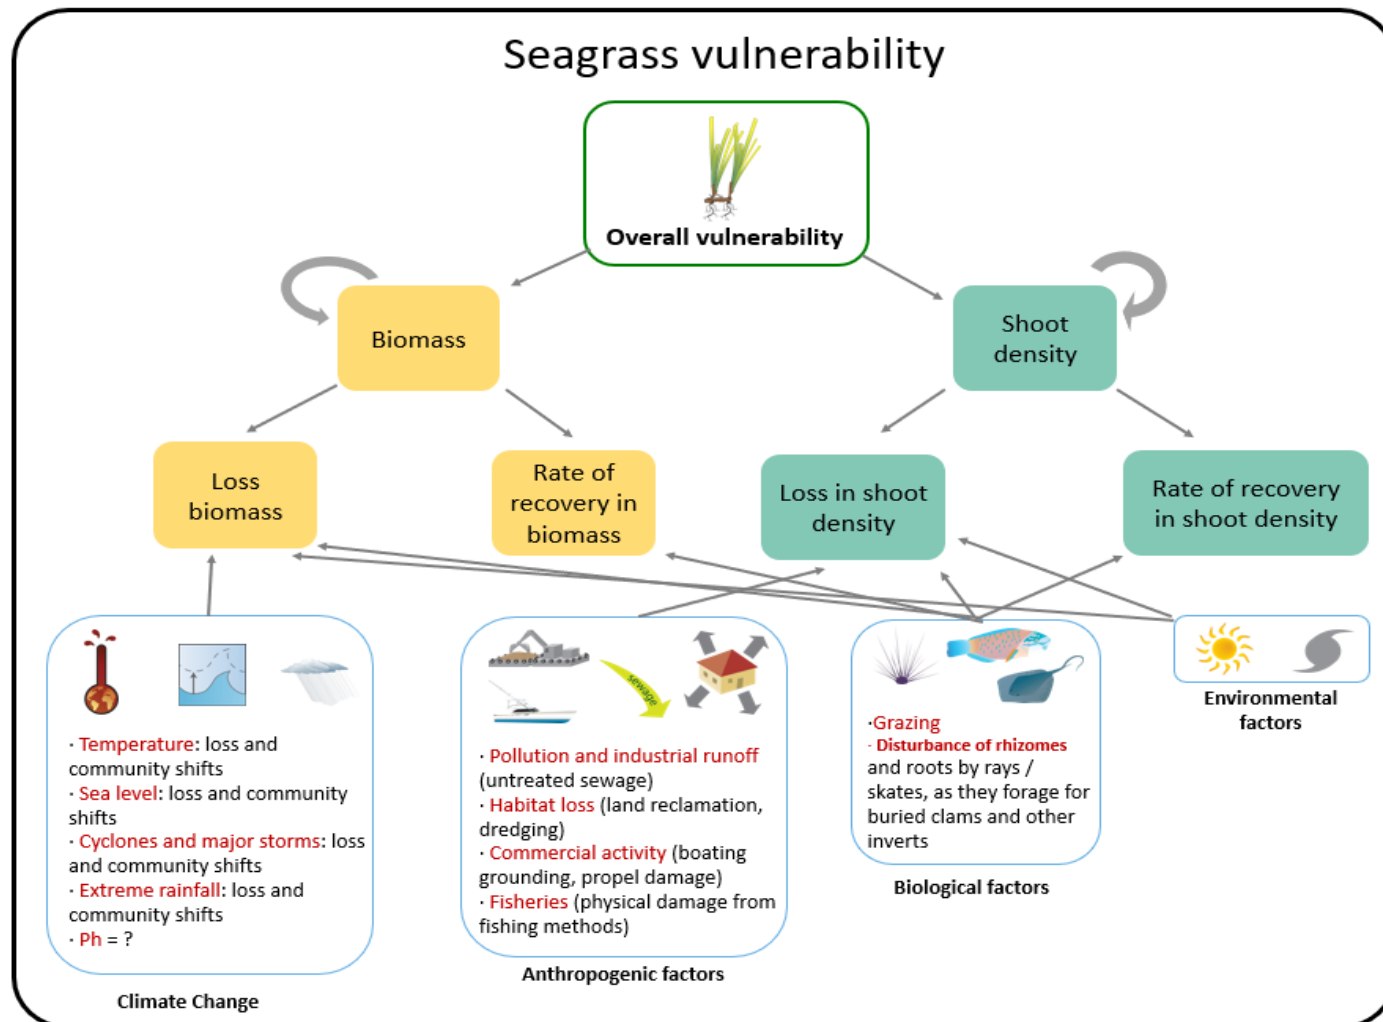 Seagrass vulnerability
Overall vulnerability
Biomass
Shoot
density
Loss
biomass
Rate of
recovery in
biomass
Loss in shoot
density
Rate of recovery
in shoot density
· Temperature: loss and
community shifts
· Sea level: loss and community
shifts
· Cyclones and major storms: loss
and community shifts
· Extreme rainfall: loss and
community shifts
· Ph = ?
Climate Change
sewage
· Pollution and industrial runoff
(untreated sewage)
· Habitat loss (land reclamation,
dredging)
· Commercial activity (boating
grounding, propel damage)
· Fisheries (physical damage from
fishing methods)
Anthropogenic factors
·Grazing
· Disturbance of rhizomes
and roots by rays /
skates, as they forage for
buried clams and other
inverts
Biological factors
Environmental
factors